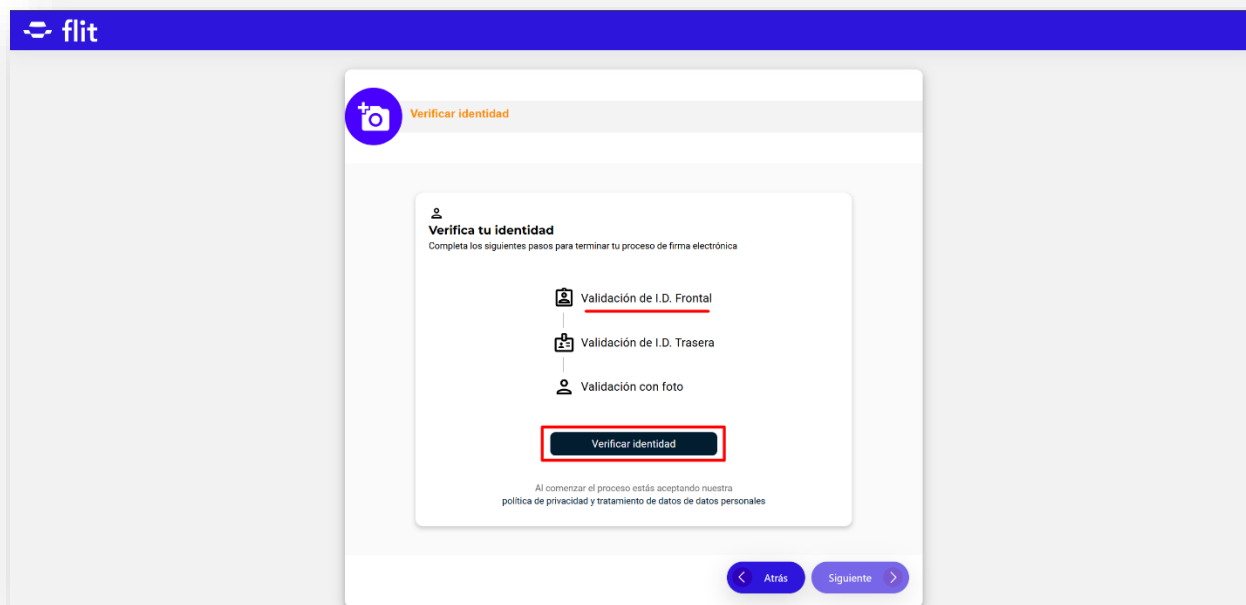 flit
Verificar identidad
Verifica tu identidad
Completa los siguientes pasos para terminar tu proceso de firma electrónica
Validación de I.D. Frontal
Validación de I.D. Trasera
Validación con foto
Verificar identidad
Al comenzar el proceso estás aceptando nuestra
política de privacidad y tratamiento de datos de datos personales
Atrás
Siguiente